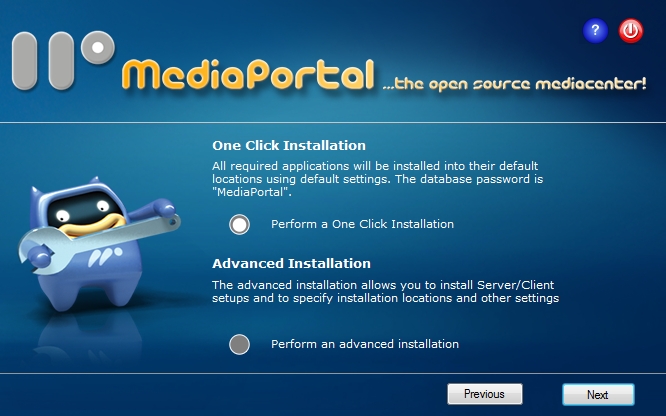 MediaPortal ...the open source mediacenter!
?
One Click Installation
All required applications will be installed into their default
locations using default settings. The database password is
"MediaPortal".
Perform a One Click Installation
Advanced Installation
The advanced installation allows you to install Server/Client
setups and to specify installation locations and other settings
Perform an advanced installation
Previous
Next